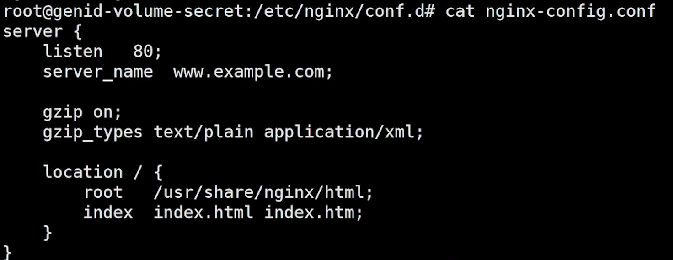 root@genid-volume-secret:/etc/nginx/conf.d# cat nginx-config.conf
server {
    listen   80;
    server_name  www.example.com;

    gzip on;
    gzip_types text/plain application/xml;

    location / {
        root   /usr/share/nginx/html;
        index  index.html index.htm;
    }
}